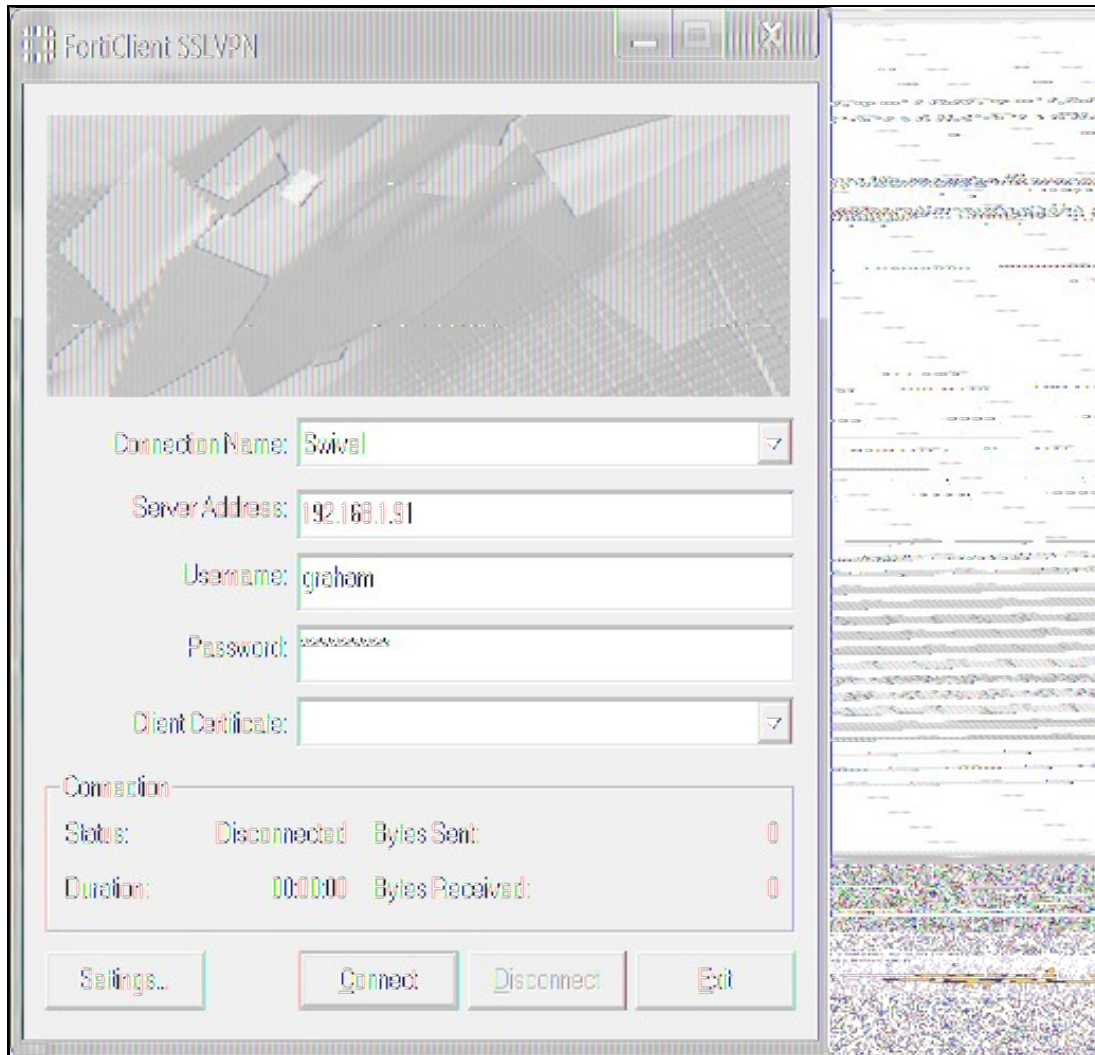 FortiClient SSLVPN
Connection Name: Swivel
Server Address: 192.168.1.91
Username: graham
Password: **********
Client Certificate:
Connection
Status: Disconnected Bytes Sent: 0
Duration: 00:00:00 Bytes Received: 0
Settings... Connect Disconnect Exit